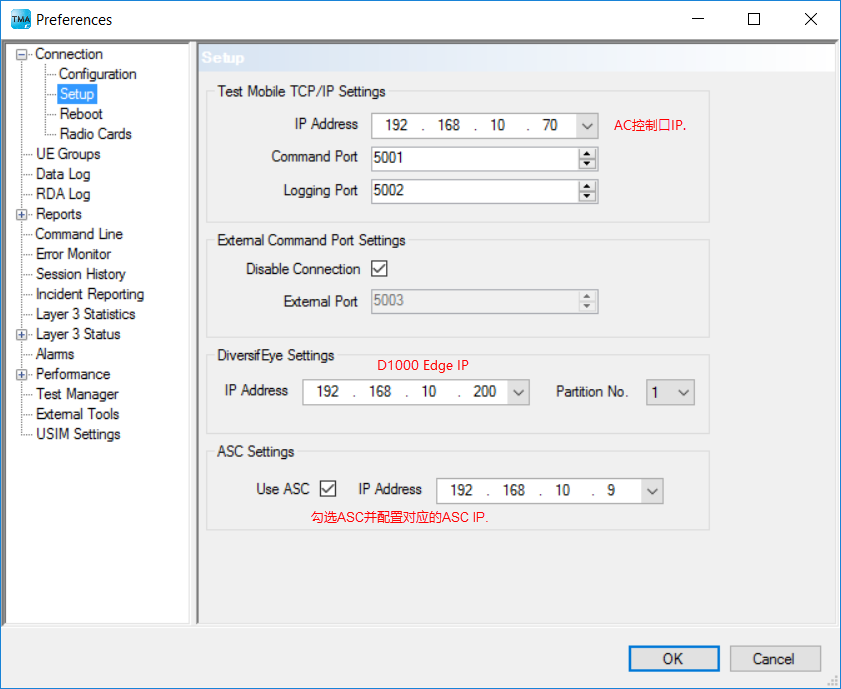 TMA Preferences
Connection
Configuration
Setup
Reboot
Radio Cards
UE Groups
Data Log
RDA Log
Reports
Command Line
Error Monitor
Session History
Incident Reporting
Layer 3 Statistics
Layer 3 Status
Alarms
Performance
Test Manager
External Tools
USIM Settings
Setup
Test Mobile TCP/IP Settings
IP Address 192 . 168 . 10 . 70 AC控制口IP.
Command Port 5001
Logging Port 5002
External Command Port Settings
Disable Connection
External Port 5003
DiversifEye Settings
D1000 Edge IP
IP Address 192 . 168 . 10 . 200 Partition No. 1
ASC Settings
Use ASC IP Address 192 . 168 . 10 . 9
勾选ASC并配置对应的ASC IP.
OK Cancel